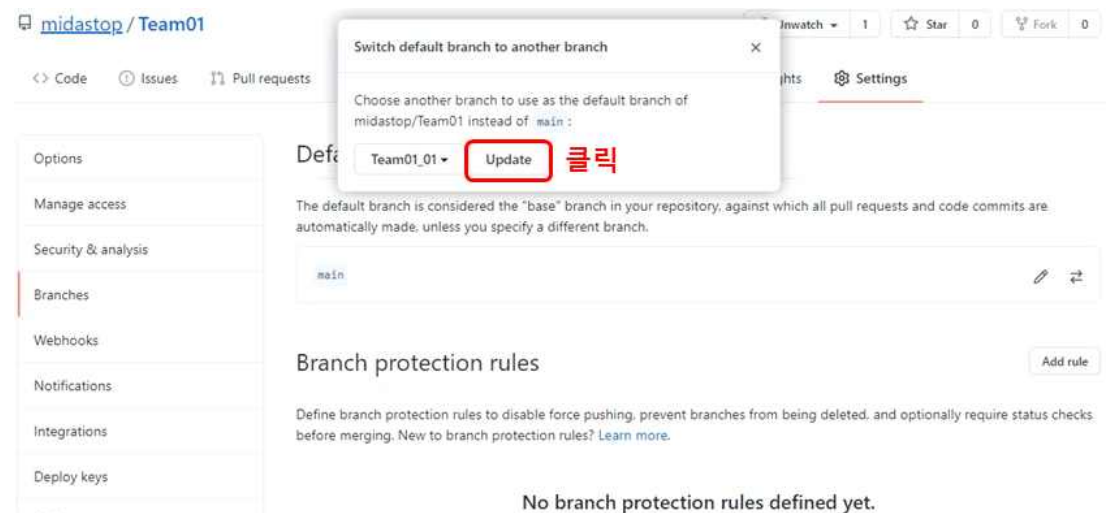 midastop / Team01
Unwatch 1 Star 0 Fork 0
Code Issues Pull requests
Settings
Switch default branch to another branch
Choose another branch to use as the default branch of
midastop/Team01 instead of main :
Team01_01 Update 클릭
Options
Manage access
Security & analysis
Branches
Webhooks
Notifications
Integrations
Deploy keys
The default branch is considered the "base" branch in your repository, against which all pull requests and code commits are
automatically made, unless you specify a different branch.
main
Branch protection rules
Add rule
Define branch protection rules to disable force pushing, prevent branches from being deleted, and optionally require status checks
before merging. New to branch protection rules? Learn more.
No branch protection rules defined yet.